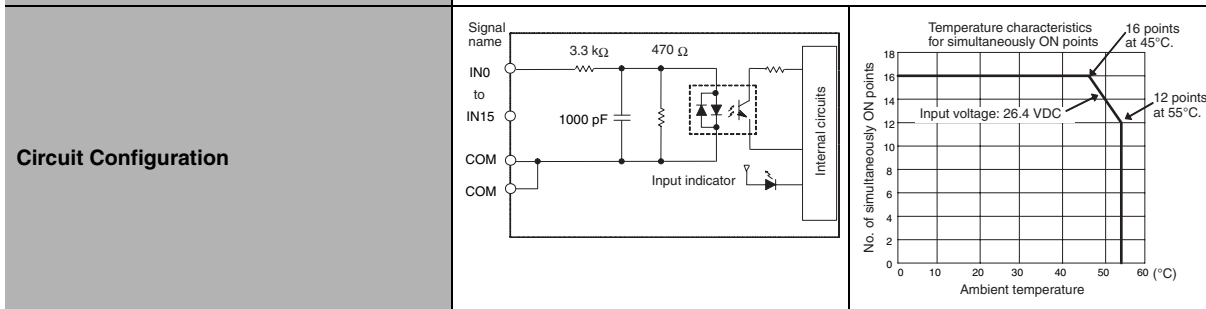 Circuit Configuration
Signal
name
3.3 kΩ
470 Ω
IN0
to
IN15
1000 pF
COM
COM
Input indicator
Internal circuits
Temperature characteristics
for simultaneously ON points
16 points
at 45°C.
12 points
at 55°C.
Input voltage: 26.4 VDC
No. of simultaneously ON points
18
16
14
12
10
8
6
4
2
0
0 10 20 30 40 50 60 (°C)
Ambient temperature